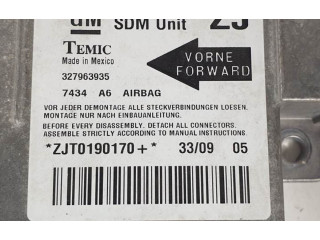 GM SDM Unit ZJ
TEMIC
Made in Mexico
VORNE
FORWARD
327963935
7434 A6 AIRBAG
VOR JEDER DEMONTAGE ALLE STECKVERBINDUNGEN LOESEN.
MONTAGE NUR NACH EINBAUANLEITUNG.
BEFORE ANY DISASSEMBLY. DETACH ALL CONNECTORS.
ASSEMBLE STRICTLY ACCORDING TO MANUAL INSTRUCTIONS.
*ZJT0190170+* 33/09 05